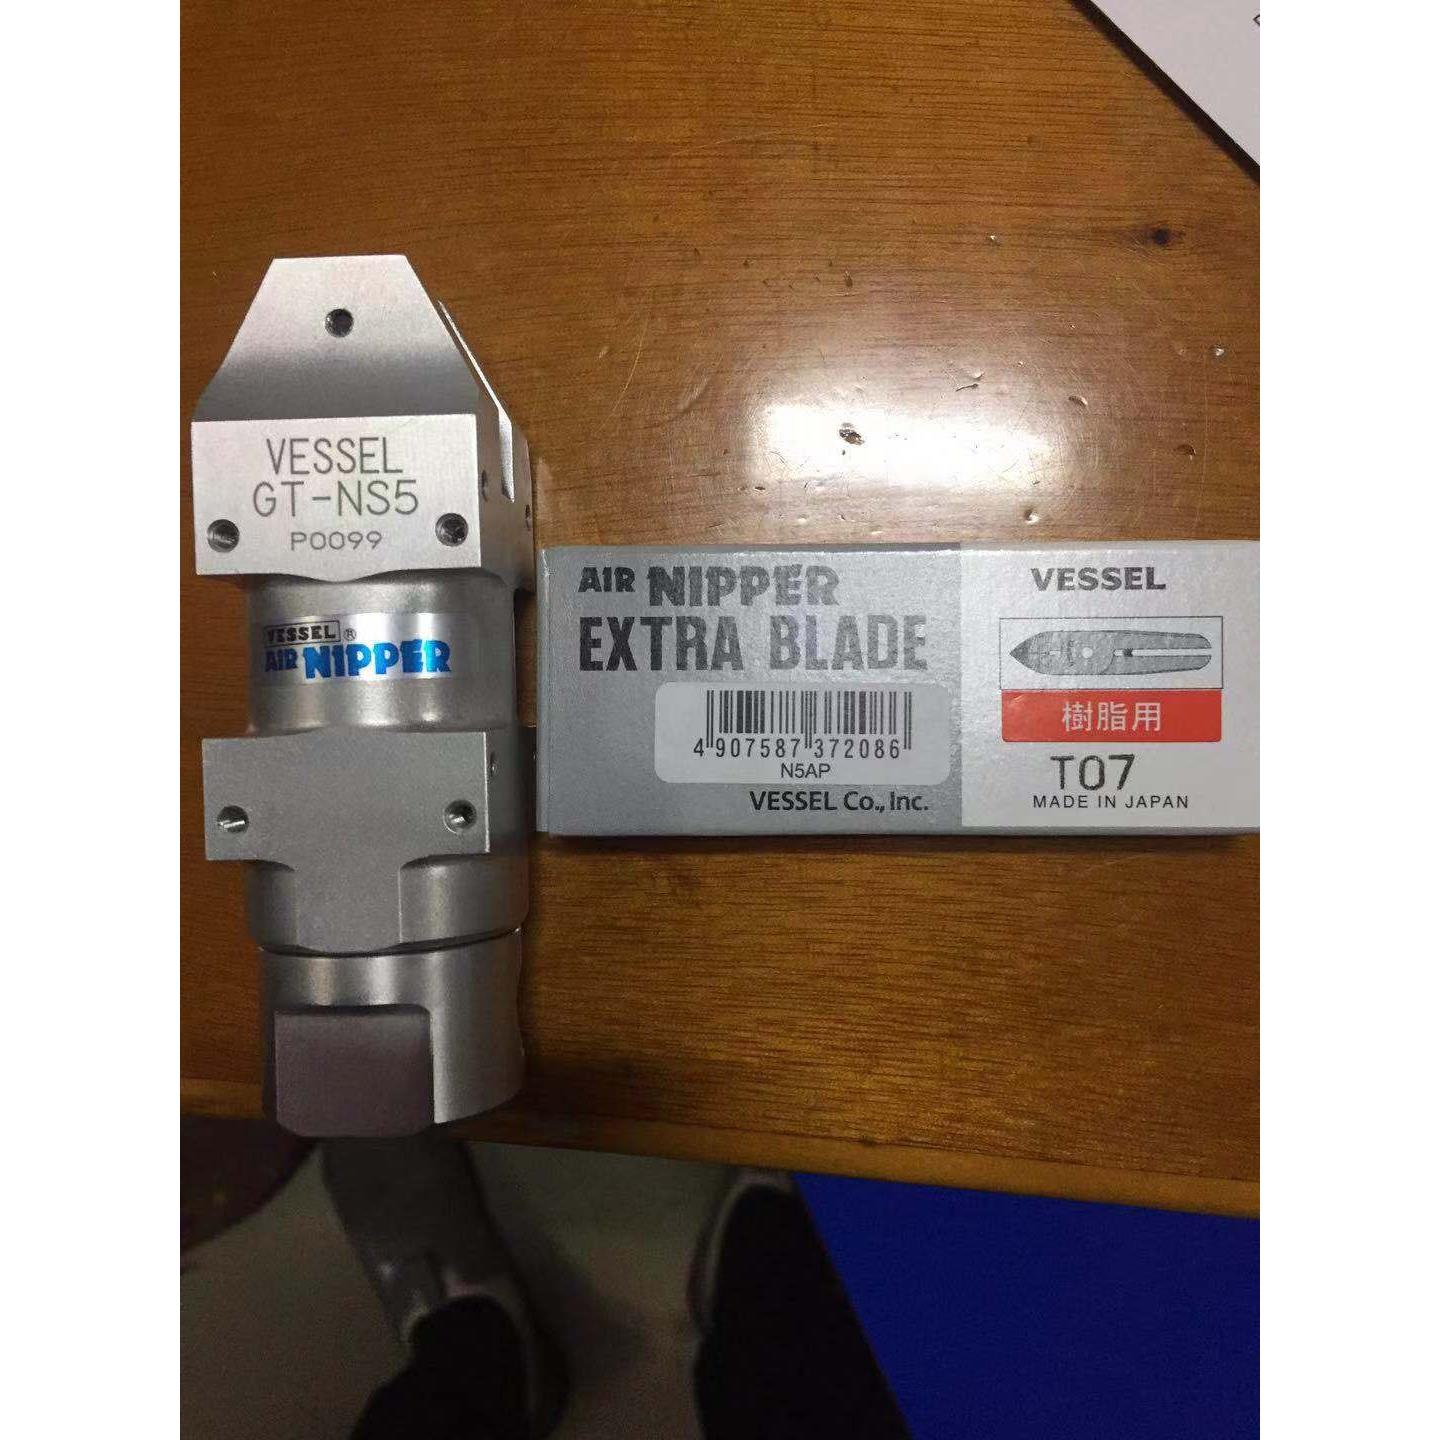 VESSEL
GT-NS5
P0099
VESSEL ®
AIR NIPPER
AIR NIPPER
EXTRA BLADE
4 907587 372086
N5AP
VESSEL Co., Inc.
VESSEL
樹脂用
T07
MADE IN JAPAN